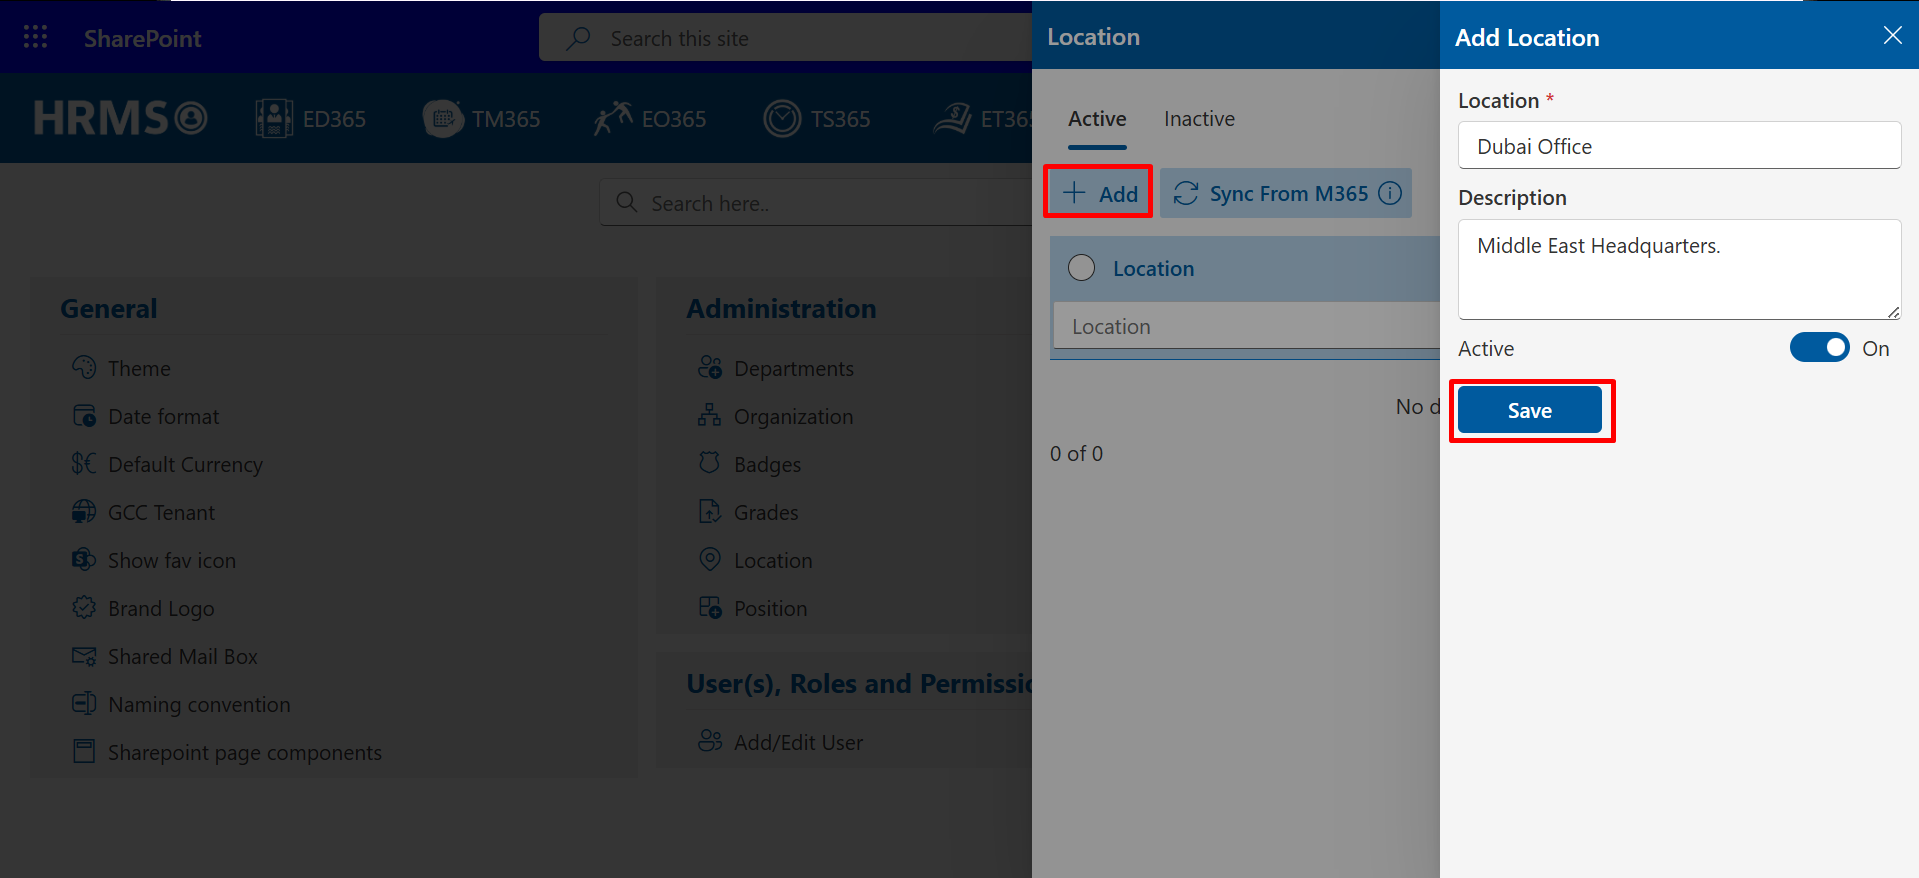 SharePoint
Search this site
HRMS
ED365
TM365
EO365
TS365
ET365
Search here..
General
Theme
Date format
Default Currency
GCC Tenant
Show fav icon
Brand Logo
Shared Mail Box
Naming convention
Sharepoint page components
Administration
Departments
Organization
Badges
Grades
Location
Position
User(s), Roles and Permissio
Add/Edit User
Location
Active Inactive
Add Sync From M365
Location
Location
No d
0 of 0
Add Location
Location *
Dubai Office
Description
Middle East Headquarters.
Active On
Save